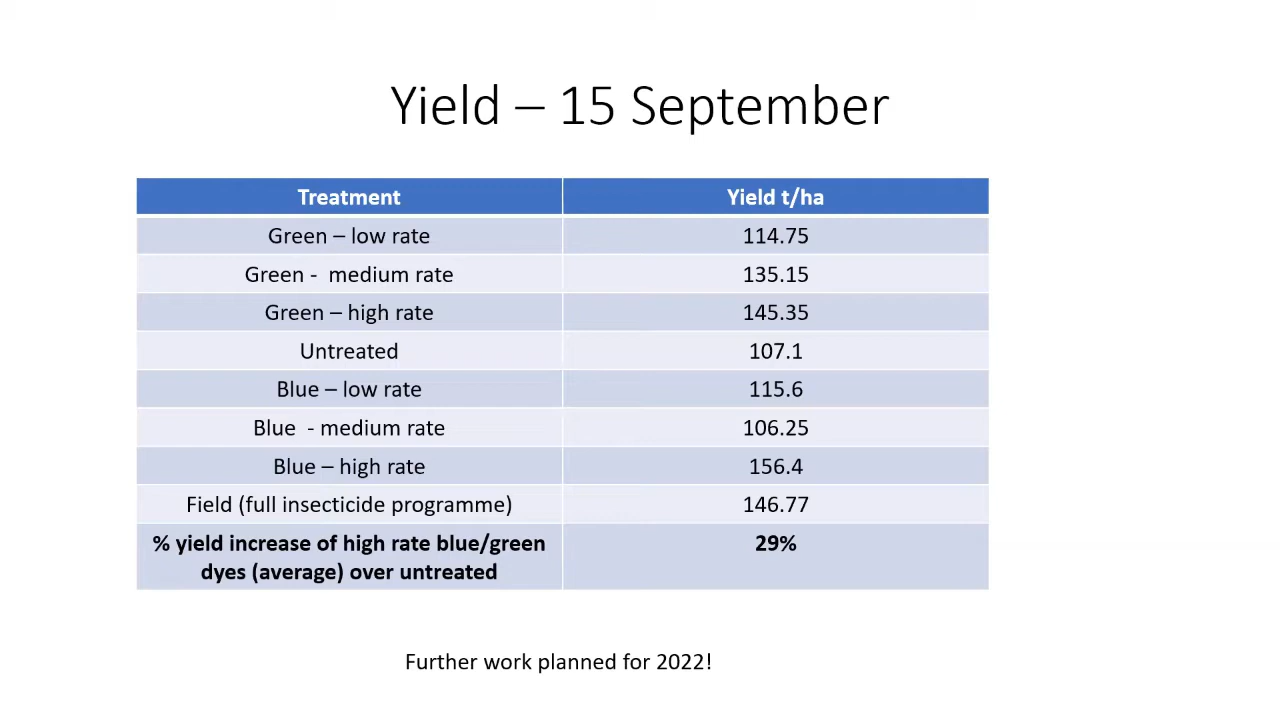 Yield – 15 September
Treatment Yield t/ha
Green – low rate 114.75
Green -  medium rate 135.15
Green – high rate 145.35
Untreated 107.1
Blue – low rate 115.6
Blue  - medium rate 106.25
Blue – high rate 156.4
Field (full insecticide programme) 146.77
% yield increase of high rate blue/green 29%
dyes (average) over untreated
Further work planned for 2022!